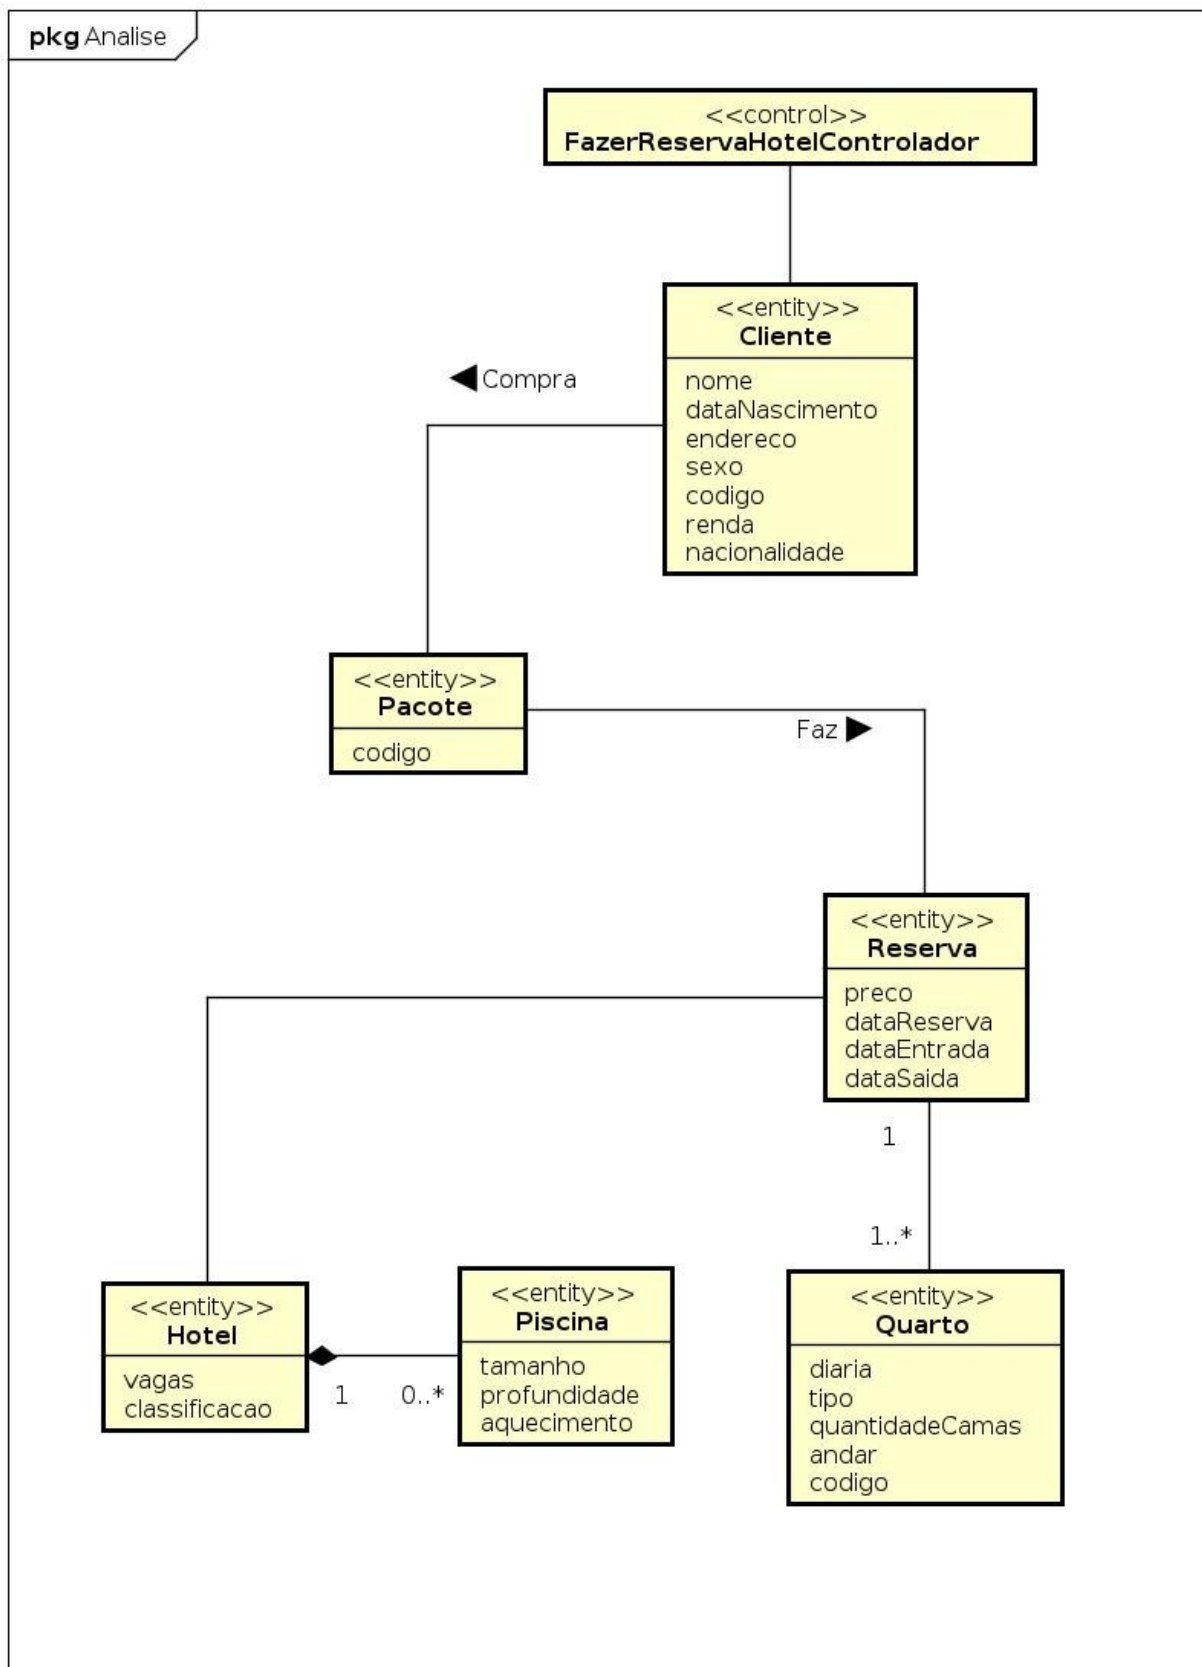 pkg Analise
<<control>>
FazerReservaHotelControlador
<<entity>>
Cliente
nome
dataNascimento
endereco
sexo
codigo
renda
nacionalidade
Compra
<<entity>>
Pacote
codigo
Faz
<<entity>>
Reserva
preco
dataReserva
dataEntrada
dataSaida
1
1..*
<<entity>>
Hotel
vagas
classificacao
1
0..*
<<entity>>
Piscina
tamanho
profundidade
aquecimento
<<entity>>
Quarto
diaria
tipo
quantidadeCamas
andar
codigo